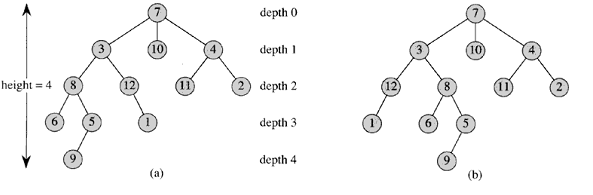 7 depth 0 7
3 10 4 depth 1 3 10 4
height = 4 8 12 11 2 depth 2 12 8 11 2
6 5 1 depth 3 1 6 5
9 depth 4 9
(a) (b)